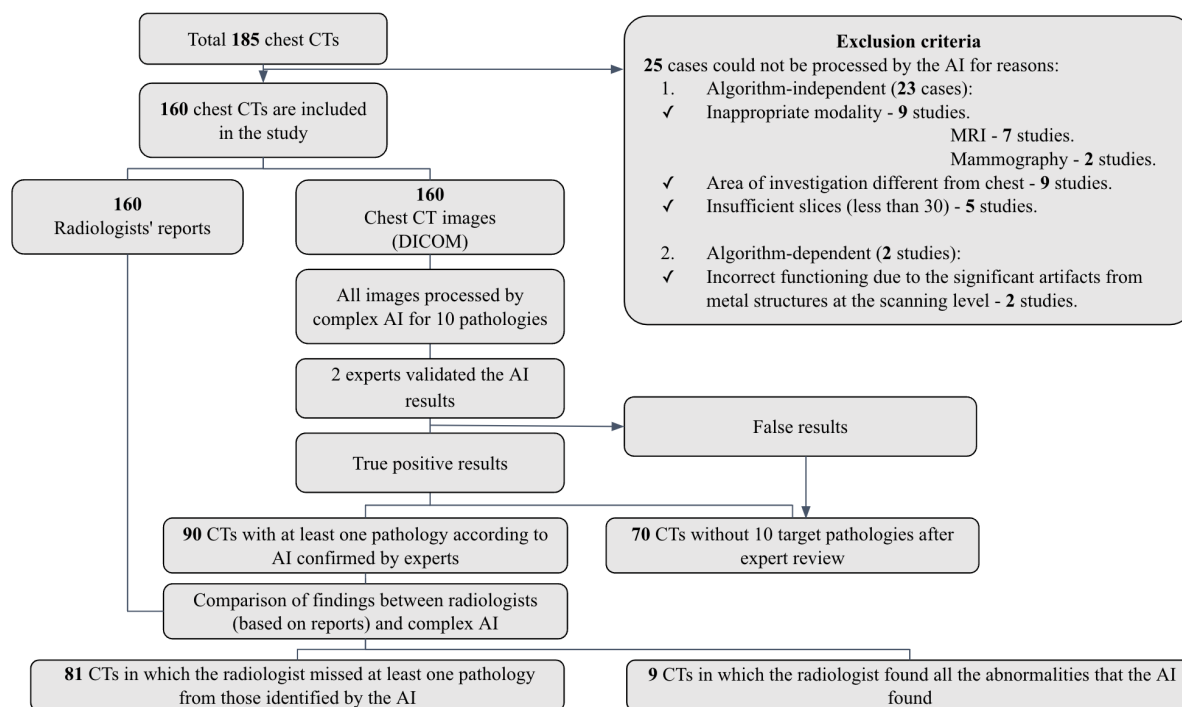 Total 185 chest CTs
160 chest CTs are included
in the study
Exclusion criteria
25 cases could not be processed by the AI for reasons:
1. Algorithm-independent (23 cases):
✓ Inappropriate modality - 9 studies.
MRI - 7 studies.
Mammography - 2 studies.
✓ Area of investigation different from chest - 9 studies.
✓ Insufficient slices (less than 30) - 5 studies.
2. Algorithm-dependent (2 studies):
✓ Incorrect functioning due to the significant artifacts from
metal structures at the scanning level - 2 studies.
160
Radiologists' reports
160
Chest CT images
(DICOM)
All images processed by
complex AI for 10 pathologies
2 experts validated the AI
results
False results
True positive results
90 CTs with at least one pathology according to
AI confirmed by experts
70 CTs without 10 target pathologies after
expert review
Comparison of findings between radiologists
(based on reports) and complex AI
81 CTs in which the radiologist missed at least one pathology
from those identified by the AI
9 CTs in which the radiologist found all the abnormalities that the AI
found